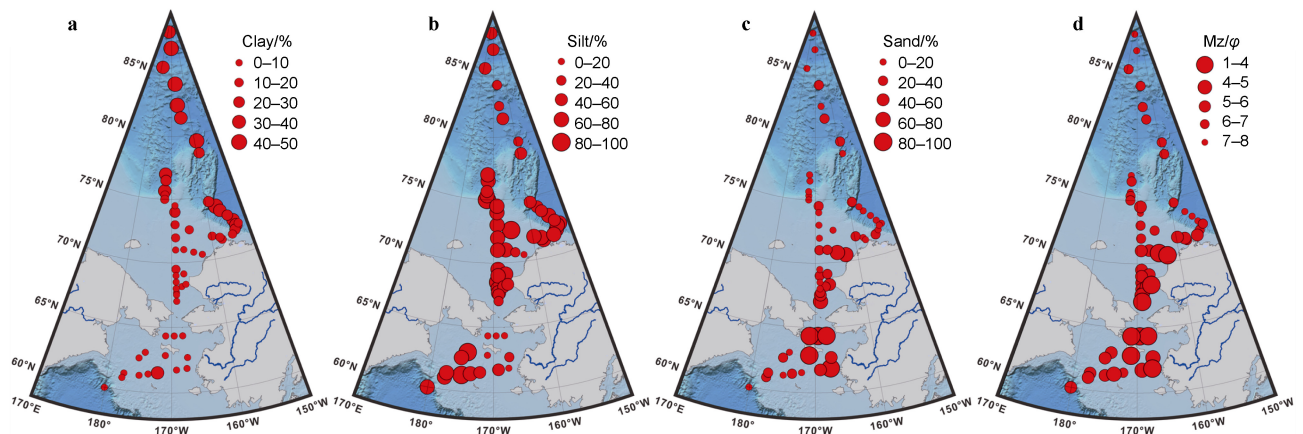 a
Clay/%
0–10
10–20
20–30
30–40
40–50
85°N
80°N
75°N
70°N
65°N
60°N
170°E
180°
170°W
160°W
150°W
b
Silt/%
0–20
20–40
40–60
60–80
80–100
85°N
80°N
75°N
70°N
65°N
60°N
170°E
180°
170°W
160°W
150°W
c
Sand/%
0–20
20–40
40–60
60–80
80–100
85°N
80°N
75°N
70°N
65°N
60°N
170°E
180°
170°W
160°W
150°W
d
Mz/φ
1–4
4–5
5–6
6–7
7–8
85°N
80°N
75°N
70°N
65°N
60°N
170°E
180°
170°W
160°W
150°W